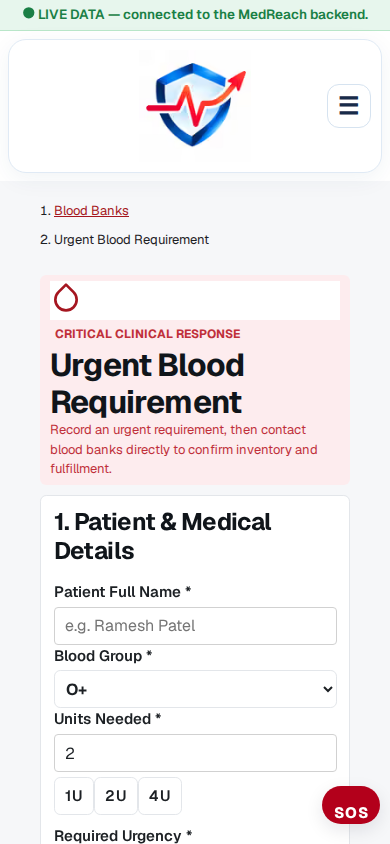 LIVE DATA — connected to the MedReach backend.
☰
1. Blood Banks
2. Urgent Blood Requirement
CRITICAL CLINICAL RESPONSE
Urgent Blood
Requirement
Record an urgent requirement, then contact
blood banks directly to confirm inventory and
fulfillment.
1. Patient & Medical
Details
Patient Full Name *
e.g. Ramesh Patel
Blood Group *
O+
Units Needed *
2
1U 2U 4U
SOS
Required Urgency *